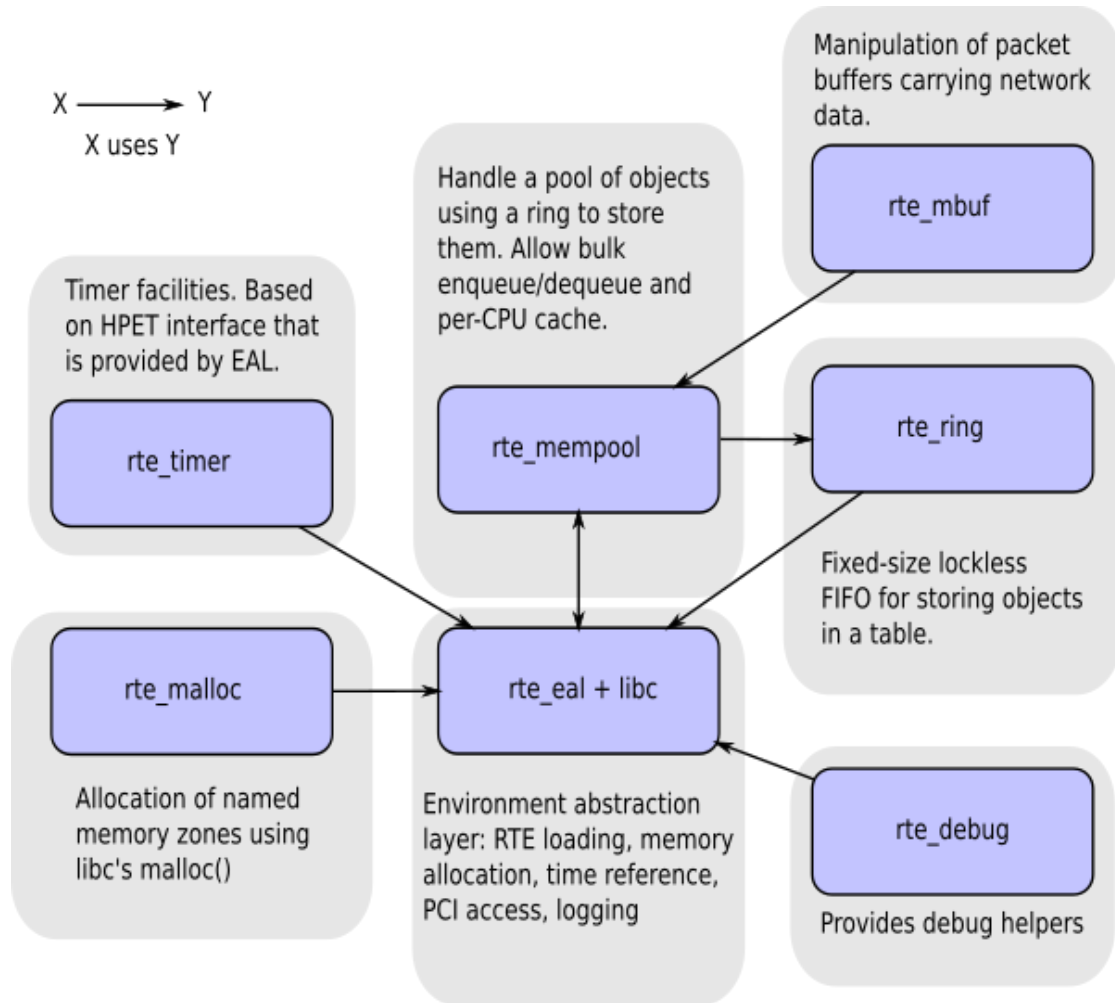 X
Y
X uses Y
Manipulation of packet
buffers carrying network
data.
rte_mbuf
Handle a pool of objects
using a ring to store
them. Allow bulk
enqueue/dequeue and
per-CPU cache.
rte_mempool
Timer facilities. Based
on HPET interface that
is provided by EAL.
rte_timer
rte_ring
Fixed-size lockless
FIFO for storing objects
in a table.
rte_malloc
Allocation of named
memory zones using
libc's malloc()
rte_eal + libc
Environment abstraction
layer: RTE loading, memory
allocation, time reference,
PCI access, logging
rte_debug
Provides debug helpers